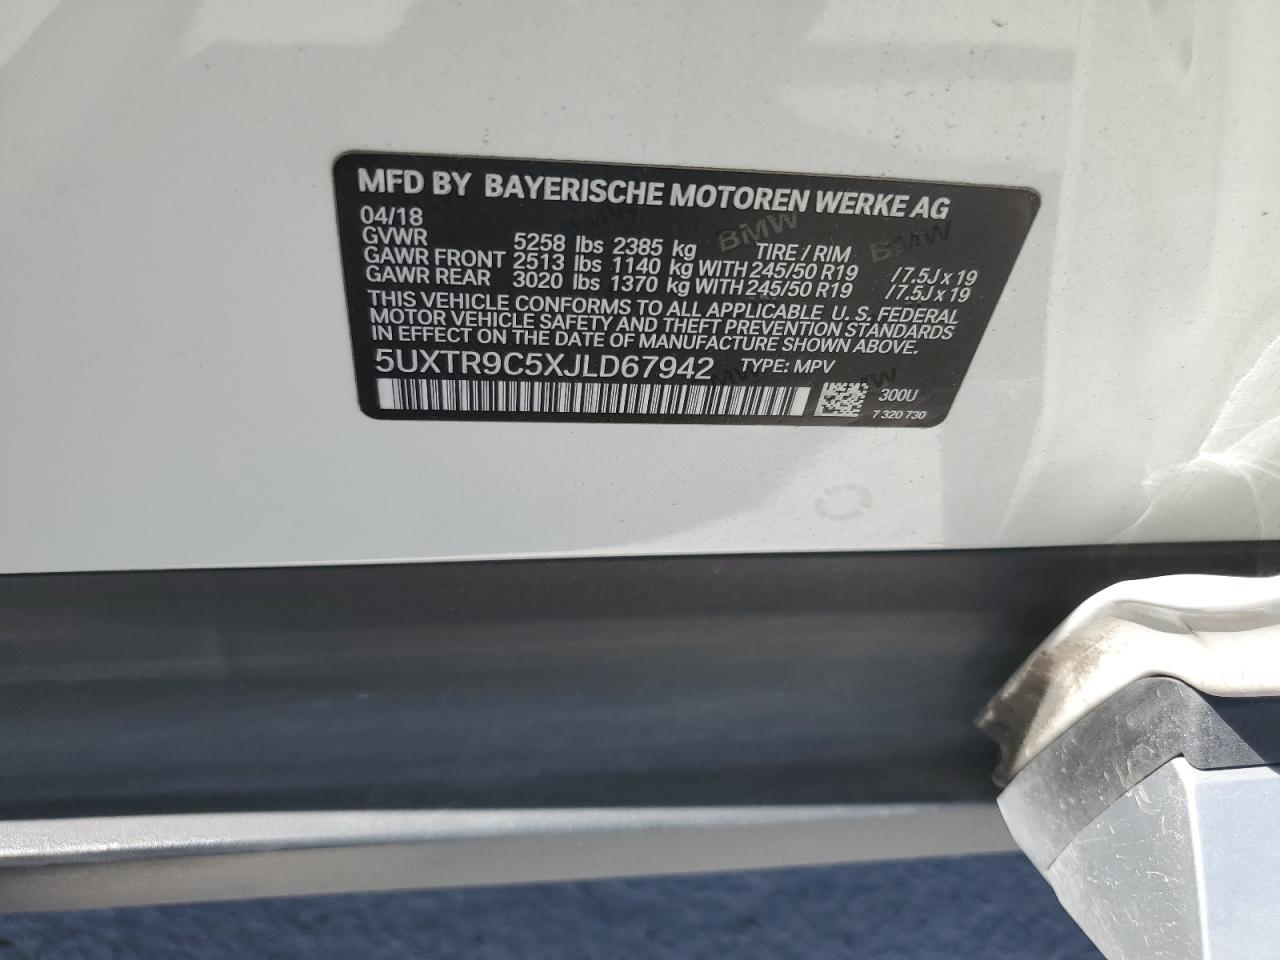 MFD BY BAYERISCHE MOTOREN WERKE AG
04/18
GVWR 5258 lbs 2385 kg TIRE / RIM
GAWR FRONT 2513 lbs 1140 kg WITH 245/50 R19 /7.5J x 19
GAWR REAR 3020 lbs 1370 kg WITH 245/50 R19 /7.5J x 19
THIS VEHICLE CONFORMS TO ALL APPLICABLE U. S. FEDERAL
MOTOR VEHICLE SAFETY AND THEFT PREVENTION STANDARDS
IN EFFECT ON THE DATE OF MANUFACTURE SHOWN ABOVE.
5UXTR9C5XJLD67942 TYPE: MPV
300U
7 320 730
BMW
BMW